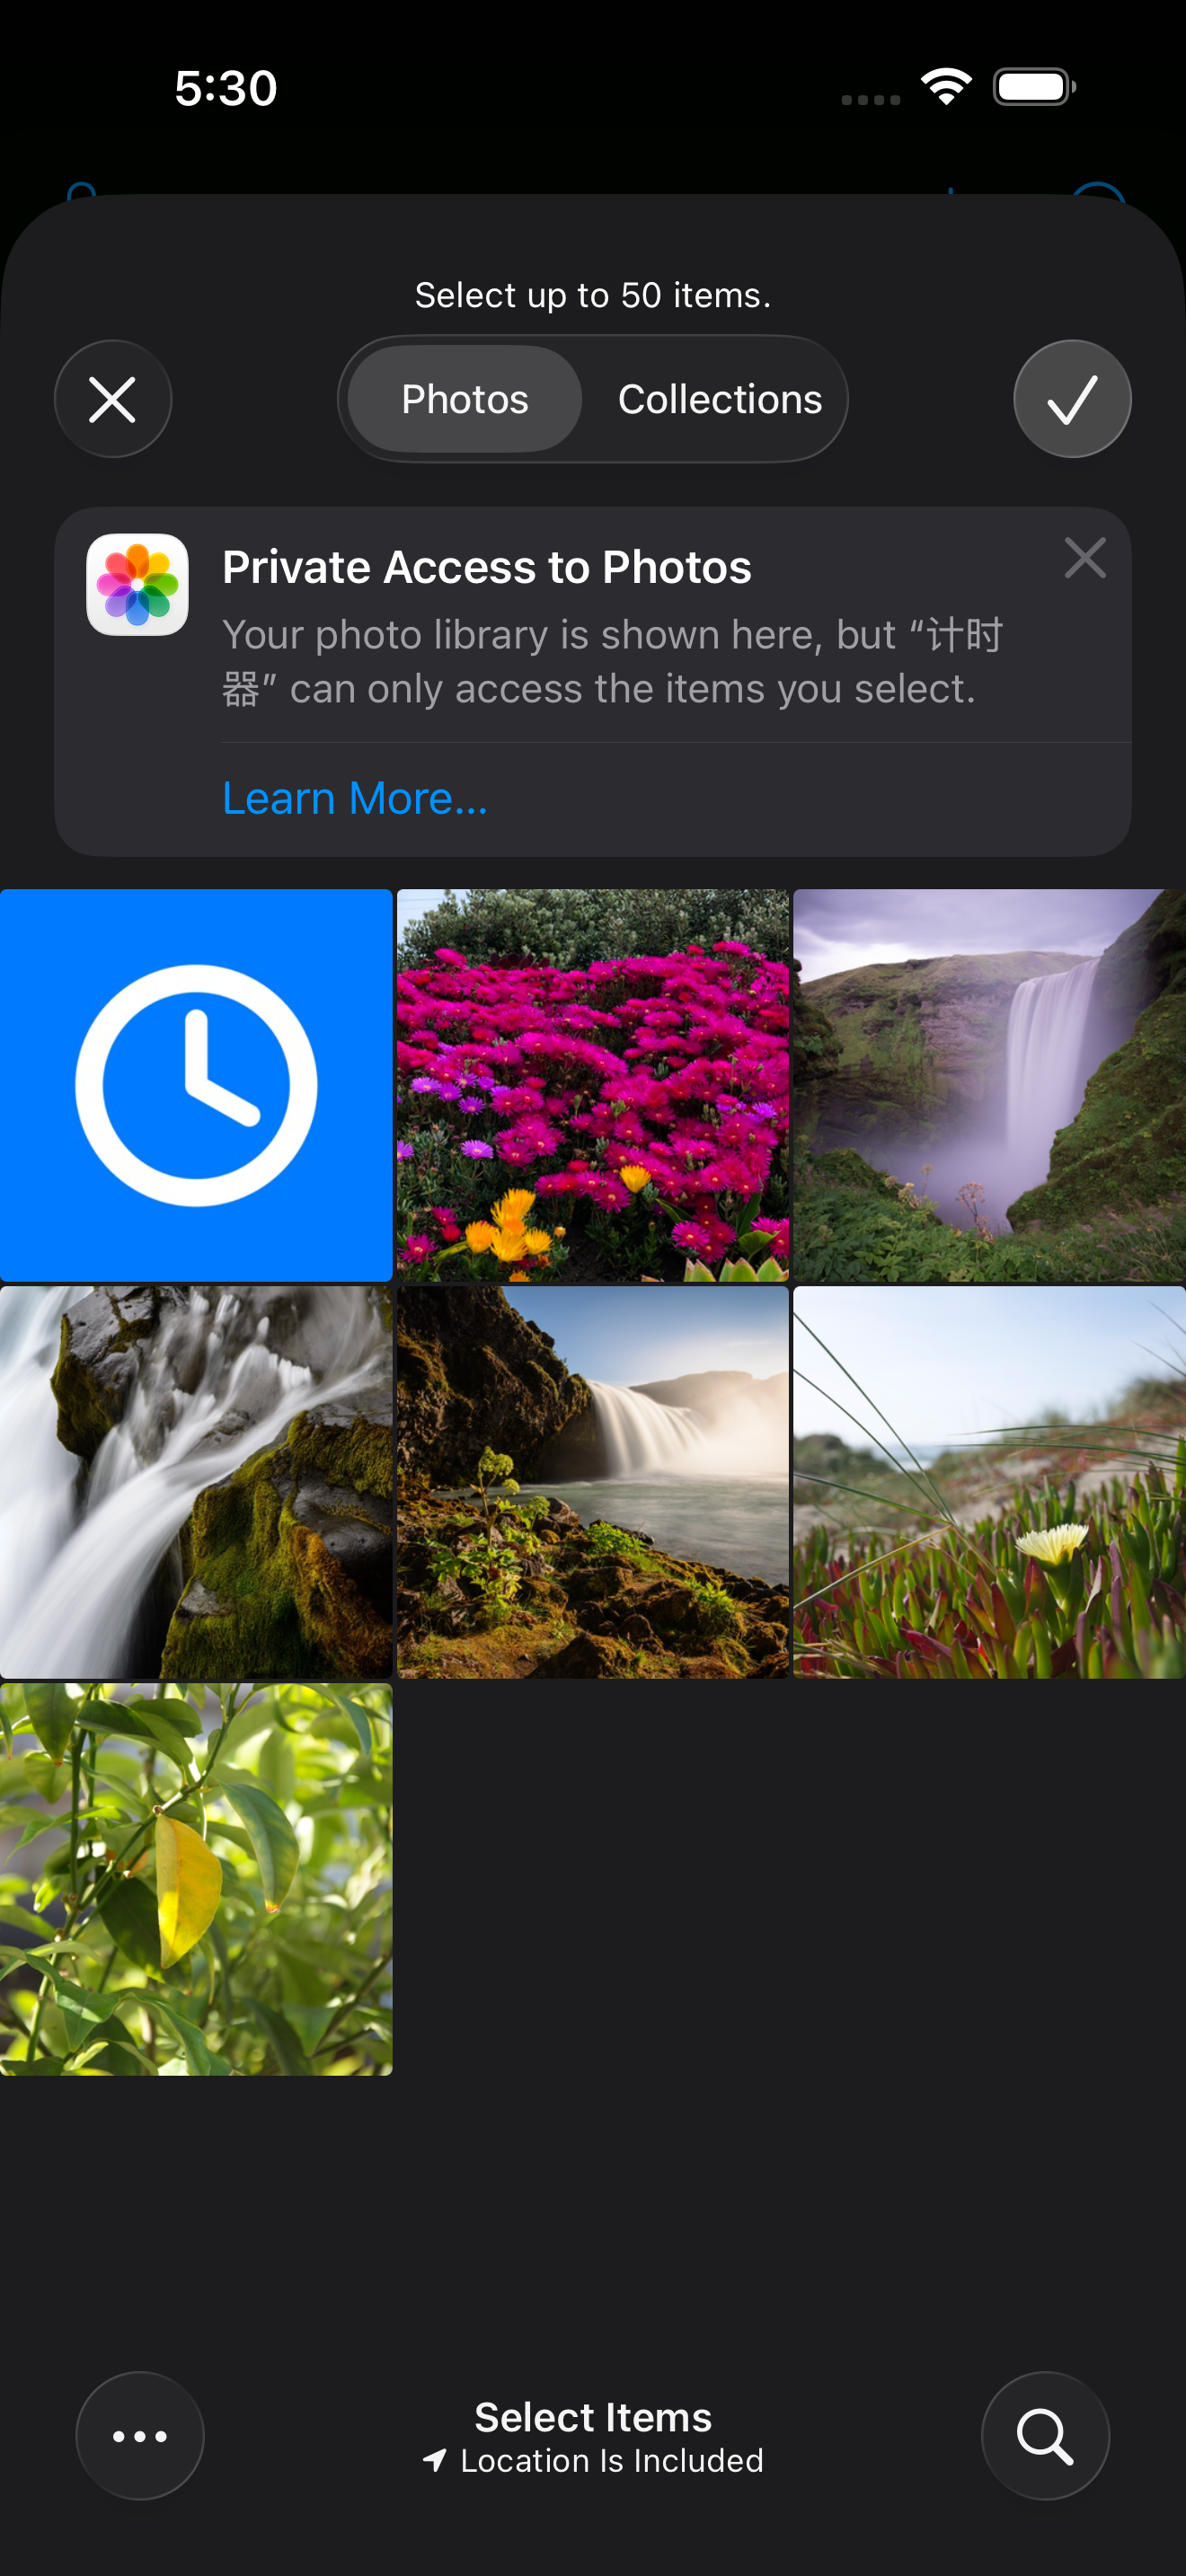 5:30
Select up to 50 items.
Photos
Collections
Private Access to Photos
Your photo library is shown here, but “计时
器” can only access the items you select.
Learn More...
Select Items
Location Is Included